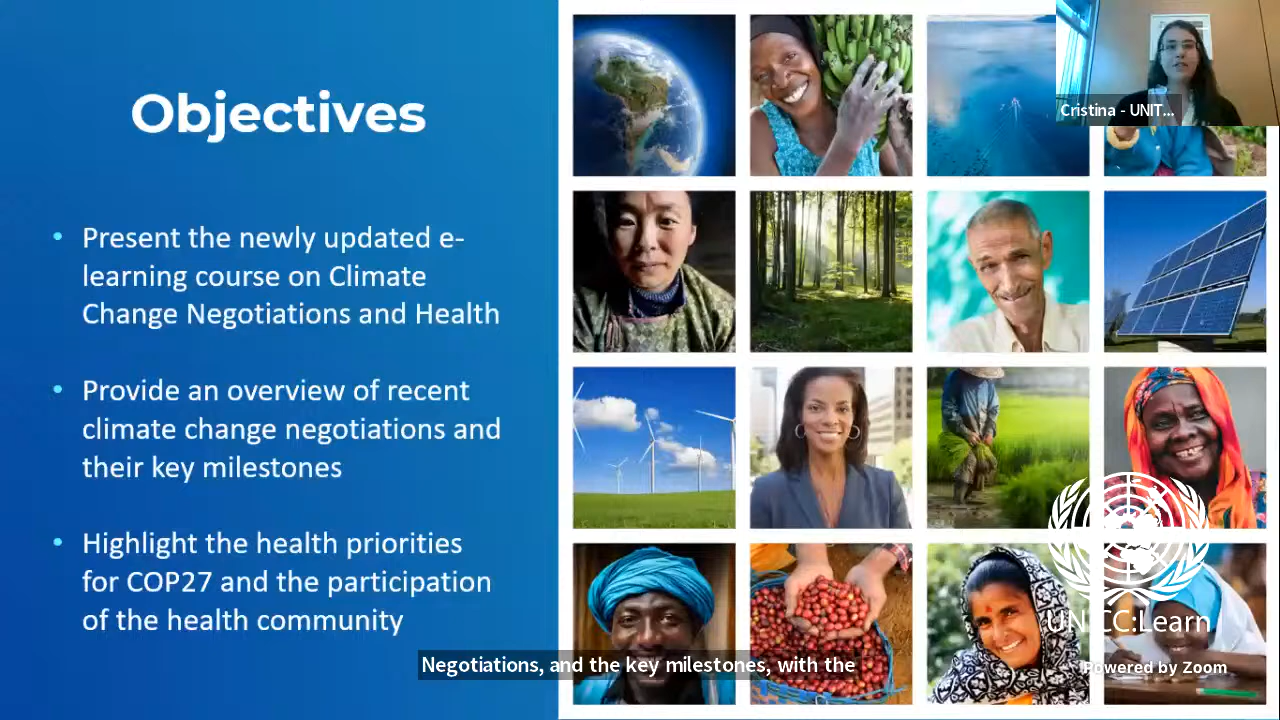 Objectives
• Present the newly updated e-
learning course on Climate
Change Negotiations and Health
• Provide an overview of recent
climate change negotiations and
their key milestones
• Highlight the health priorities
for COP27 and the participation
of the health community
Cristina - UNIT...
UN CC:Learn
Negotiations, and the key milestones, with the
Powered by Zoom